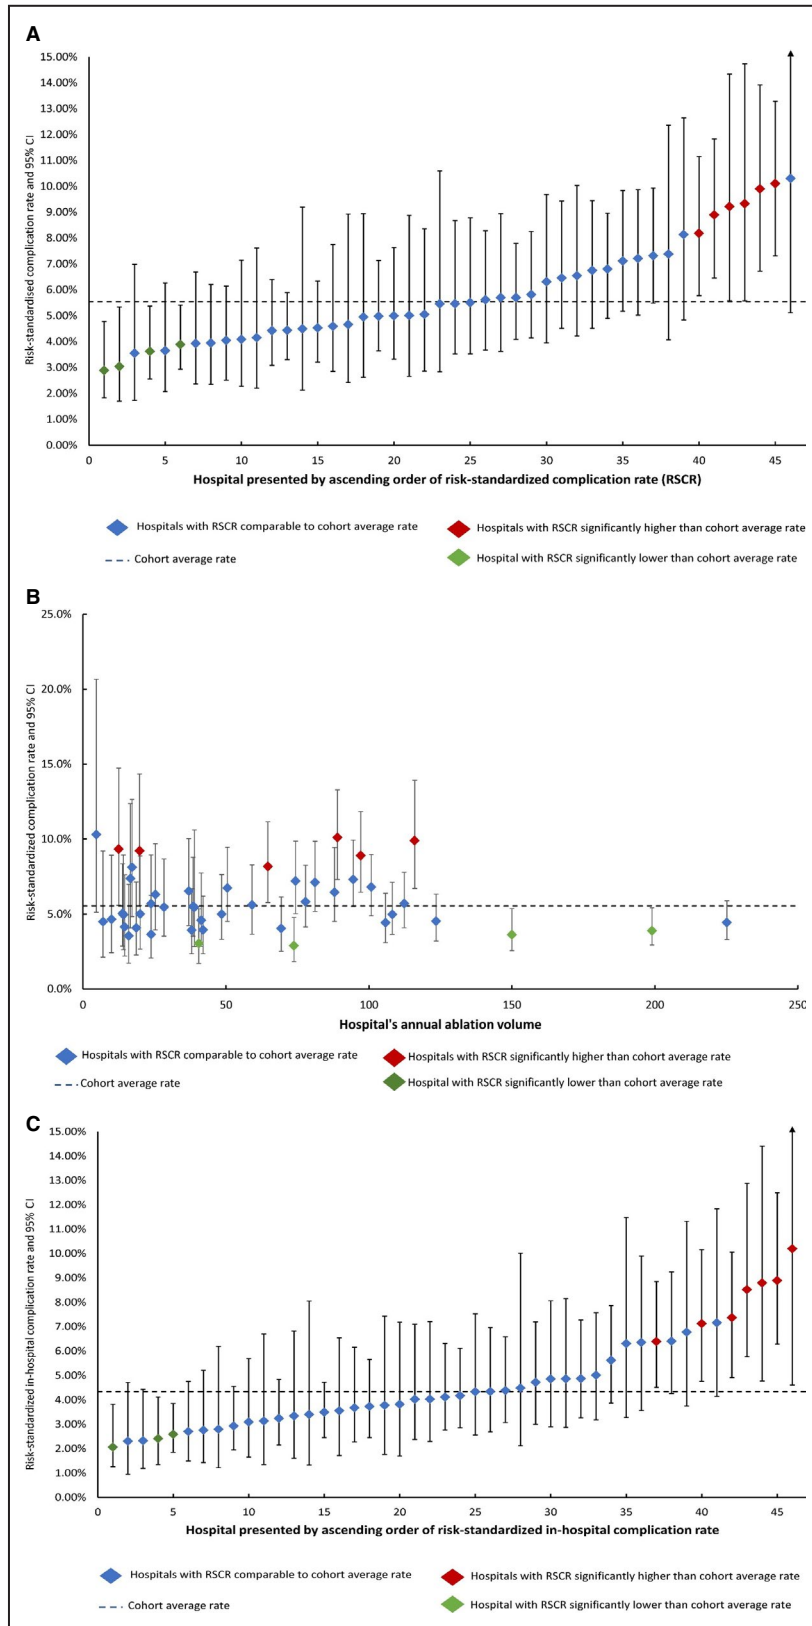 A
Risk-standardised complication rate and 95% CI
15.00%
14.00%
13.00%
12.00%
11.00%
10.00%
9.00%
8.00%
7.00%
6.00%
5.00%
4.00%
3.00%
2.00%
1.00%
0.00%
0 5 10 15 20 25 30 35 40 45
Hospital presented by ascending order of risk-standardized complication rate (RSCR)
Hospitals with RSCR comparable to cohort average rate
Hospitals with RSCR significantly higher than cohort average rate
Cohort average rate
Hospital with RSCR significantly lower than cohort average rate
B
Risk-standardized complication rate and 95% CI
25.0%
20.0%
15.0%
10.0%
5.0%
0.0%
0 50 100 150 200 250
Hospital's annual ablation volume
Hospitals with RSCR comparable to cohort average rate
Hospitals with RSCR significantly higher than cohort average rate
Cohort average rate
Hospital with RSCR significantly lower than cohort average rate
C
Risk-standardized in-hospital complication rate and 95% CI
15.00%
14.00%
13.00%
12.00%
11.00%
10.00%
9.00%
8.00%
7.00%
6.00%
5.00%
4.00%
3.00%
2.00%
1.00%
0.00%
0 5 10 15 20 25 30 35 40 45
Hospital presented by ascending order of risk-standardized in-hospital complication rate
Hospitals with RSCR comparable to cohort average rate
Hospitals with RSCR significantly higher than cohort average rate
Cohort average rate
Hospital with RSCR significantly lower than cohort average rate